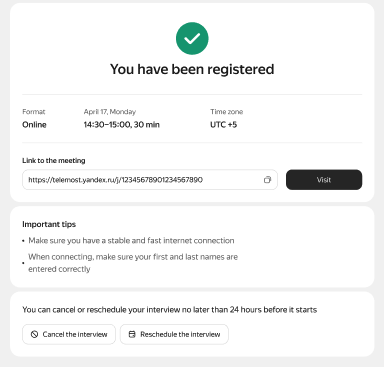 You have been registered
Format
April 17, Monday
Time zone
Online
14:30–15:00, 30 min
UTC +5
Link to the meeting
https://telemost.yandex.ru/j/12345678901234567890
Visit
Important tips
• Make sure you have a stable and fast internet connection
• When connecting, make sure your first and last names are
entered correctly
You can cancel or reschedule your interview no later than 24 hours before it starts
Cancel the interview
Reschedule the interview